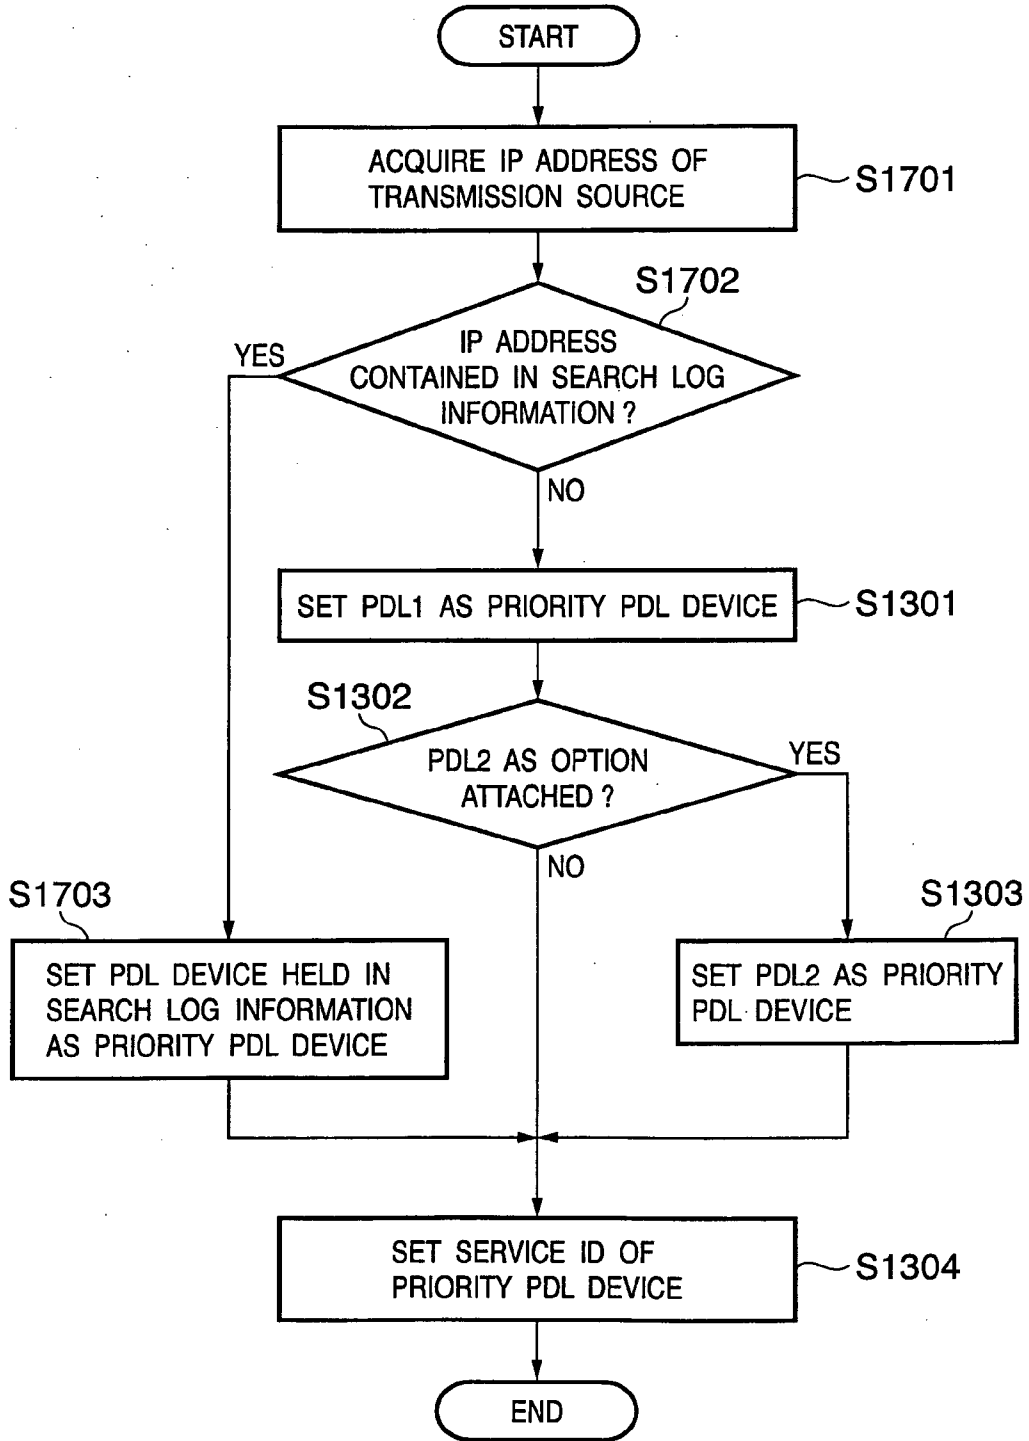 START
ACQUIRE IP ADDRESS OF
TRANSMISSION SOURCE
S1701
S1702
IP ADDRESS
CONTAINED IN SEARCH LOG
INFORMATION ?
YES
NO
SET PDL1 AS PRIORITY PDL DEVICE
S1301
S1302
PDL2 AS OPTION
ATTACHED ?
YES
NO
S1703
SET PDL DEVICE HELD IN
SEARCH LOG INFORMATION
AS PRIORITY PDL DEVICE
S1303
SET PDL2 AS PRIORITY
PDL DEVICE
SET SERVICE ID OF
PRIORITY PDL DEVICE
S1304
END